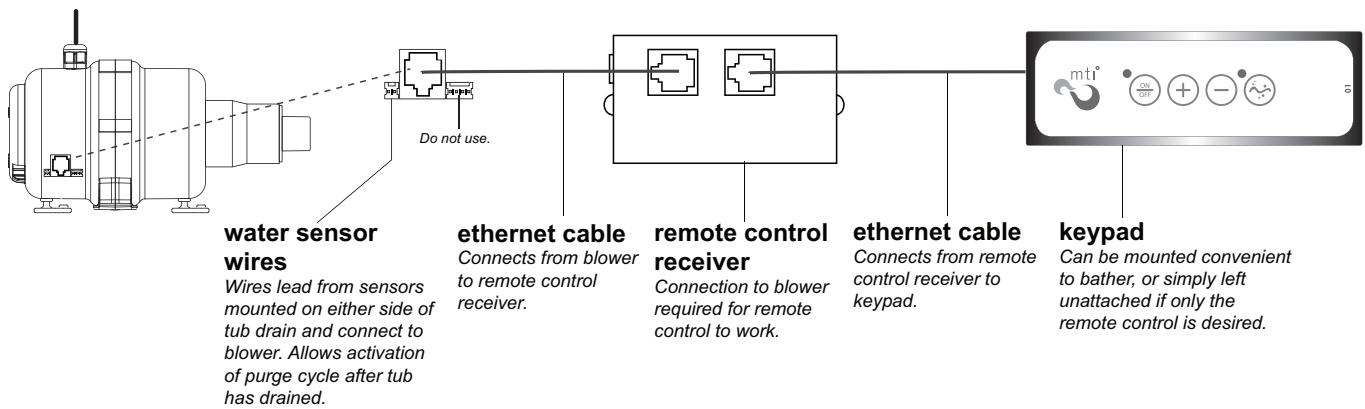 mti°
ON
OFF
01
Do not use.
water sensor
wires
Wires lead from sensors
mounted on either side of
tub drain and connect to
blower. Allows activation
of purge cycle after tub
has drained.
ethernet cable
Connects from blower
to remote control
receiver.
remote control
receiver
Connection to blower
required for remote
control to work.
ethernet cable
Connects from remote
control receiver to
keypad.
keypad
Can be mounted convenient
to bather, or simply left
unattached if only the
remote control is desired.